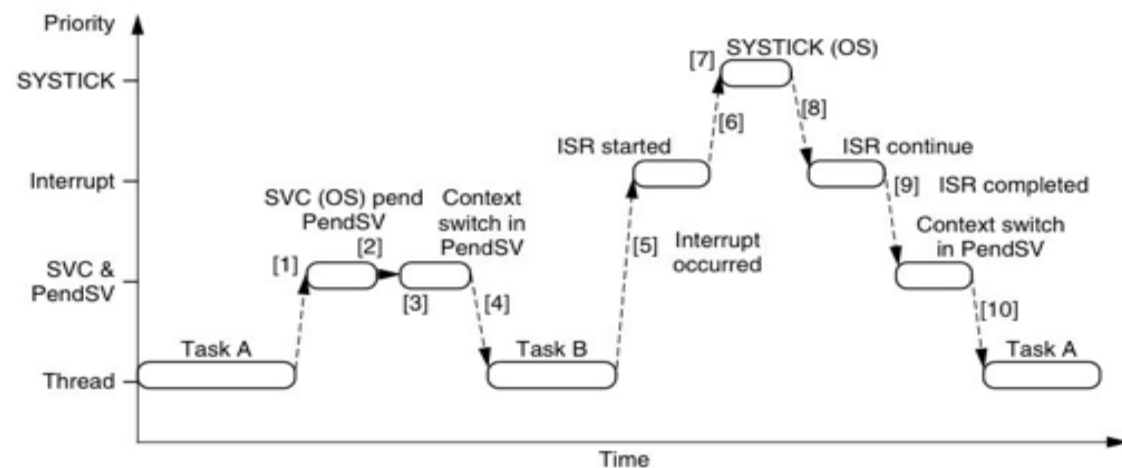 Priority
SYSTICK (OS)
[7]
SYSTICK
[8]
[6]
ISR started
ISR continue
Interrupt
[9] ISR completed
SVC (OS) pend
PendSV
Context
switch in
PendSV
[2]
Context switch
in PendSV
[5] Interrupt
occurred
[1]
SVC &
PendSV
[3]
[4]
[10]
Task A
Task B
Task A
Thread
Time